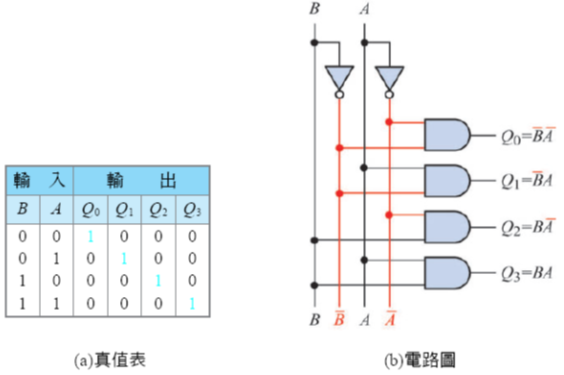 輸 入 輸 出
B A Q₀ Q₁ Q₂ Q₃
0 0 1 0 0 0
0 1 0 1 0 0
1 0 0 0 1 0
1 1 0 0 0 1
(a)真值表
B A
Q₀=B̅A̅
Q₁=B̅A
Q₂=BA̅
Q₃=BA
B B̅ A A̅
(b)電路圖